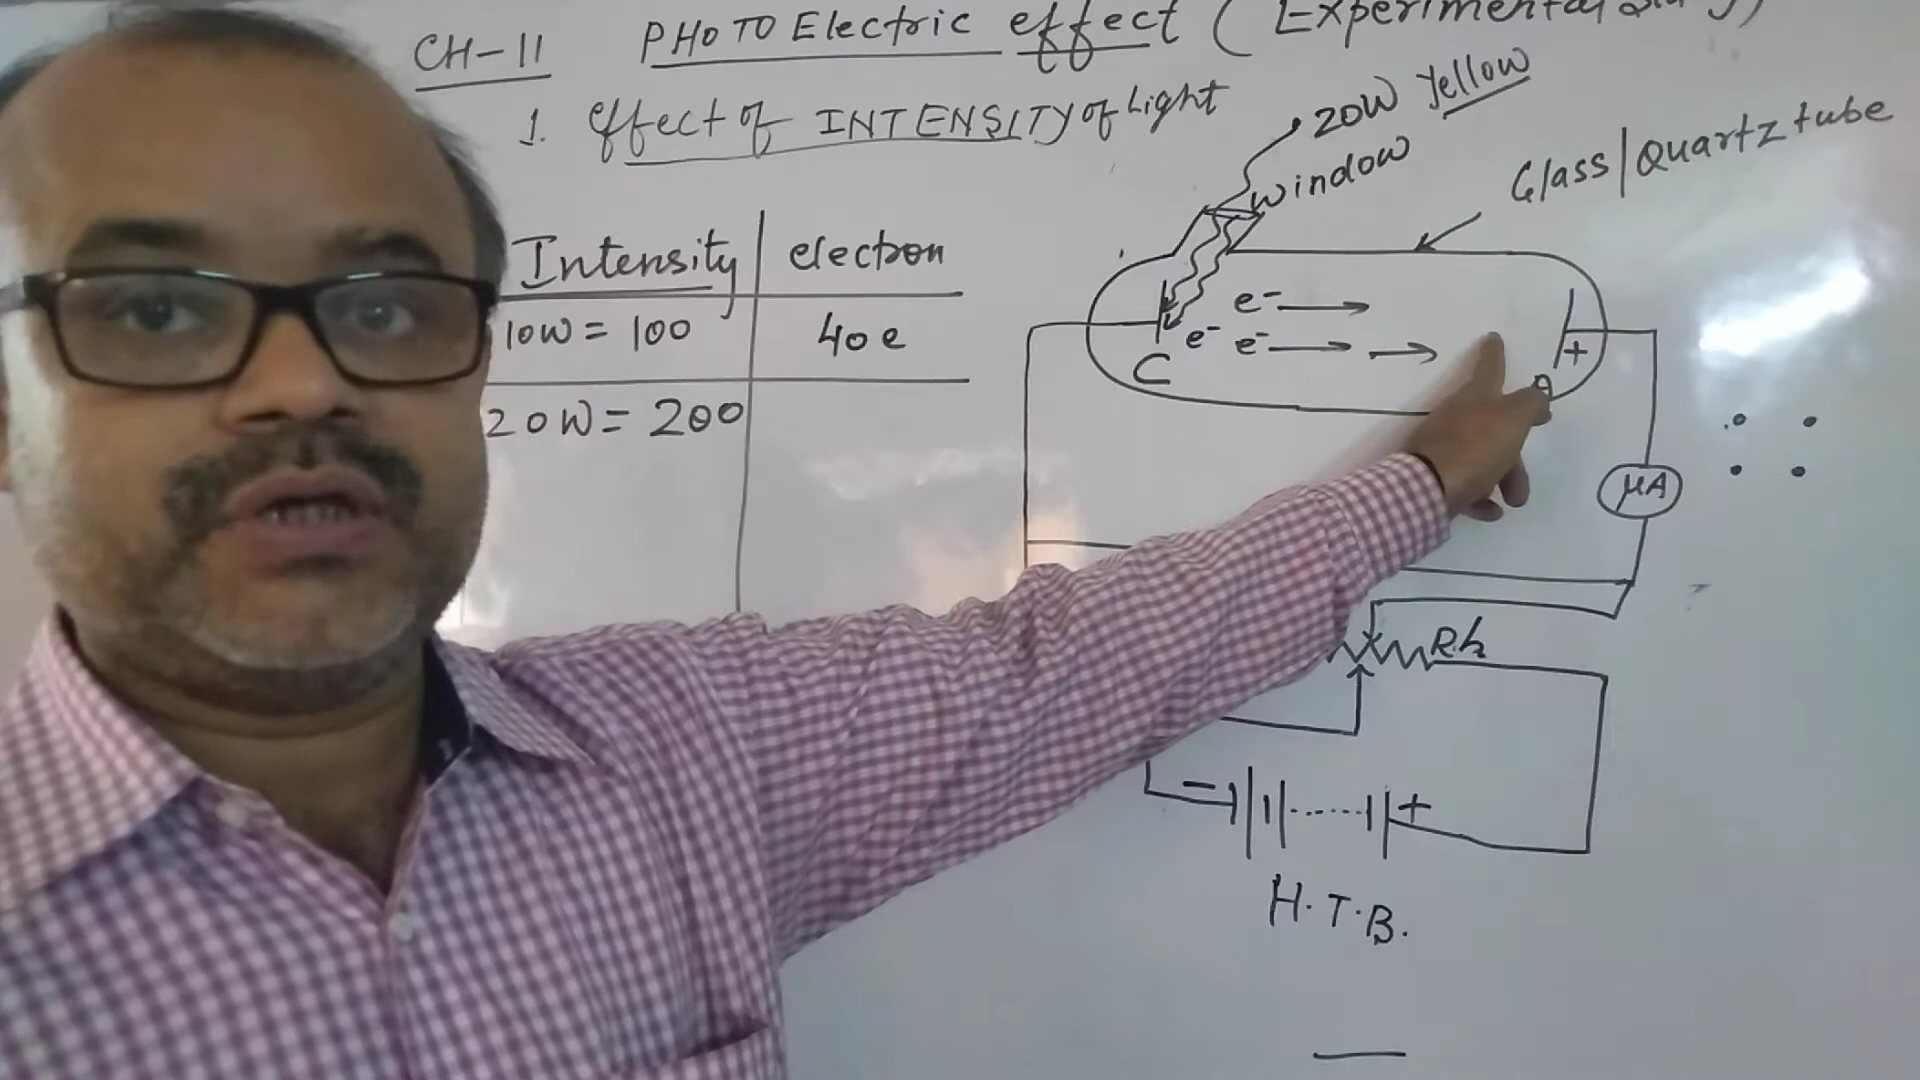 CH-11 PHOTO Electric effect (Experimental
1. Effect of INTENSITY of Light
20W Yellow
window
Glass/Quartz tube
Intensity electron
10W = 100 40e
20W = 200
e-
e- e-
C
+
A
μA
Rh
- +
H.T.B.